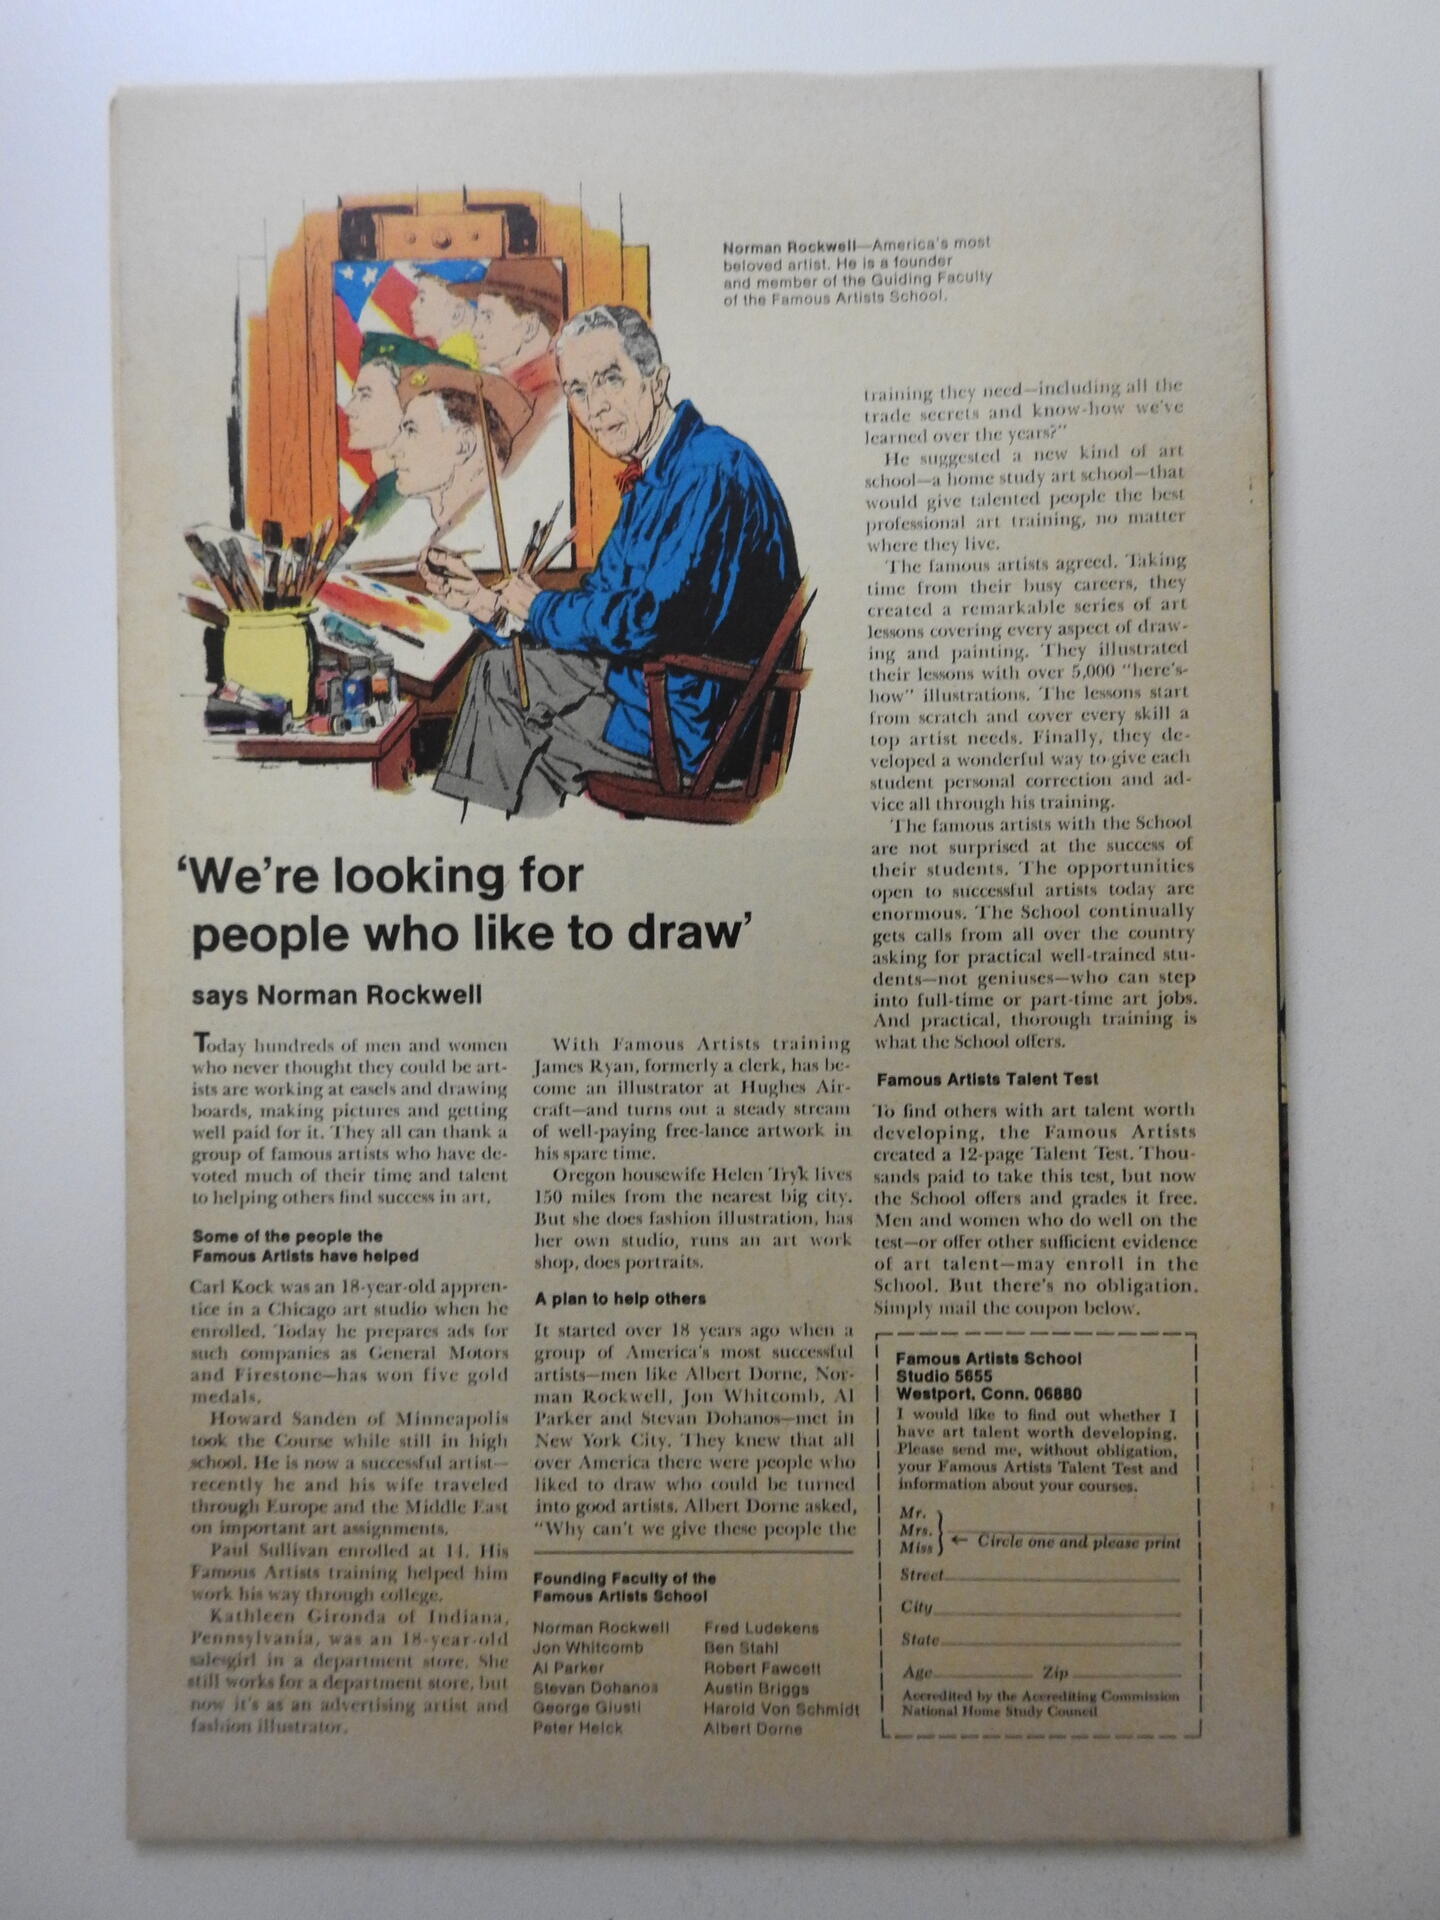 Norman Rockwell—America's most
beloved artist. He is a founder
and member of the Guiding Faculty
of the Famous Artists School.
'We're looking for
people who like to draw'
says Norman Rockwell
Today hundreds of men and women
who never thought they could be art-
ists are working at easels and drawing
boards, making pictures and getting
well paid for it. They all can thank a
group of famous artists who have de-
voted much of their time and talent
to helping others find success in art.
Some of the people the
Famous Artists have helped
Carl Kock was an 18-year-old appren-
tice in a Chicago art studio when he
enrolled. Today he prepares ads for
such companies as General Motors
and Firestone—has won five gold
medals.
Howard Sanden of Minneapolis
took the Course while still in high
school. He is now a successful artist—
recently he and his wife traveled
through Europe and the Middle East
on important art assignments.
Paul Sullivan enrolled at 14. His
Famous Artists training helped him
work his way through college.
Kathleen Gironda of Indiana,
Pennsylvania, was an 18-year-old
salesgirl in a department store. She
still works for a department store, but
now it's as an advertising artist and
fashion illustrator.
With Famous Artists training
James Ryan, formerly a clerk, has be-
come an illustrator at Hughes Air-
craft—and turns out a steady stream
of well-paying free-lance artwork in
his spare time.
Oregon housewife Helen Tryk lives
150 miles from the nearest big city.
But she does fashion illustration, has
her own studio, runs an art work
shop, does portraits.
A plan to help others
It started over 18 years ago when a
group of America's most successful
artists—men like Albert Dorne, Nor-
man Rockwell, Jon Whitcomb, Al
Parker and Stevan Dohanos—met in
New York City. They knew that all
over America there were people who
liked to draw who could be turned
into good artists. Albert Dorne asked,
"Why can't we give these people the
Founding Faculty of the
Famous Artists School
Norman Rockwell
Jon Whitcomb
Al Parker
Stevan Dohanos
George Giusti
Peter Helck
Fred Ludekens
Ben Stahl
Robert Fawcett
Austin Briggs
Harold Von Schmidt
Albert Dorne
training they need—including all the
trade secrets and know-how we've
learned over the years?"
He suggested a new kind of art
school—a home study art school—that
would give talented people the best
professional art training, no matter
where they live.
The famous artists agreed. Taking
time from their busy careers, they
created a remarkable series of art
lessons covering every aspect of draw-
ing and painting. They illustrated
their lessons with over 5,000 "here's-
how" illustrations. The lessons start
from scratch and cover every skill a
top artist needs. Finally, they de-
veloped a wonderful way to give each
student personal correction and ad-
vice all through his training.
The famous artists with the School
are not surprised at the success of
their students. The opportunities
open to successful artists today are
enormous. The School continually
gets calls from all over the country
asking for practical well-trained stu-
dents—not geniuses—who can step
into full-time or part-time art jobs.
And practical, thorough training is
what the School offers.
Famous Artists Talent Test
To find others with art talent worth
developing, the Famous Artists
created a 12-page Talent Test. Thou-
sands paid to take this test, but now
the School offers and grades it free.
Men and women who do well on the
test—or offer other sufficient evidence
of art talent—may enroll in the
School. But there's no obligation.
Simply mail the coupon below.
Famous Artists School
Studio 5655
Westport, Conn. 06880
I would like to find out whether I
have art talent worth developing.
Please send me, without obligation,
your Famous Artists Talent Test and
information about your courses.
Mr.
Mrs.
Miss
← Circle one and please print
Street
City
State
Age Zip
Accredited by the Accrediting Commission
National Home Study Council